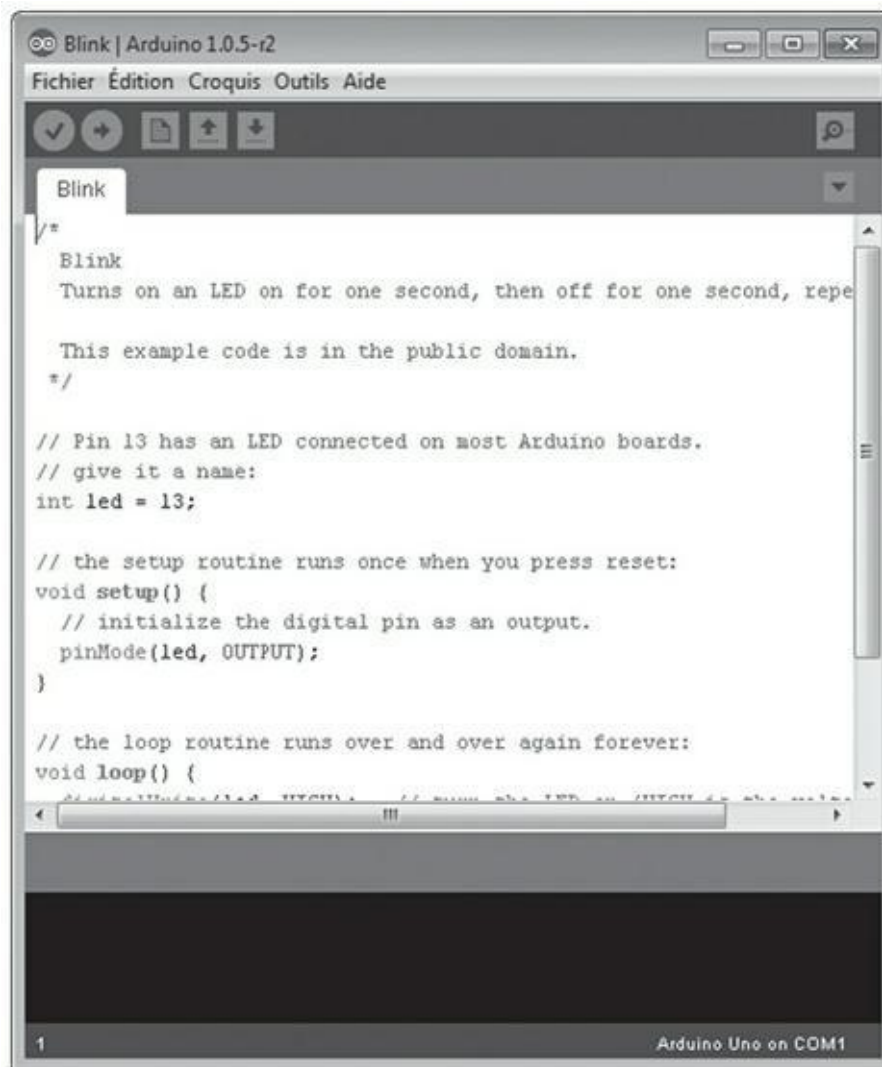 Blink | Arduino 1.0.5-r2
Fichier Édition Croquis Outils Aide
Blink
/*
Blink
Turns on an LED on for one second, then off for one second, repe
This example code is in the public domain.
*/
// Pin 13 has an LED connected on most Arduino boards.
// give it a name:
int led = 13;
// the setup routine runs once when you press reset:
void setup() {
// initialize the digital pin as an output.
pinMode(led, OUTPUT);
}
// the loop routine runs over and over again forever:
void loop() {
1
Arduino Uno on COM1